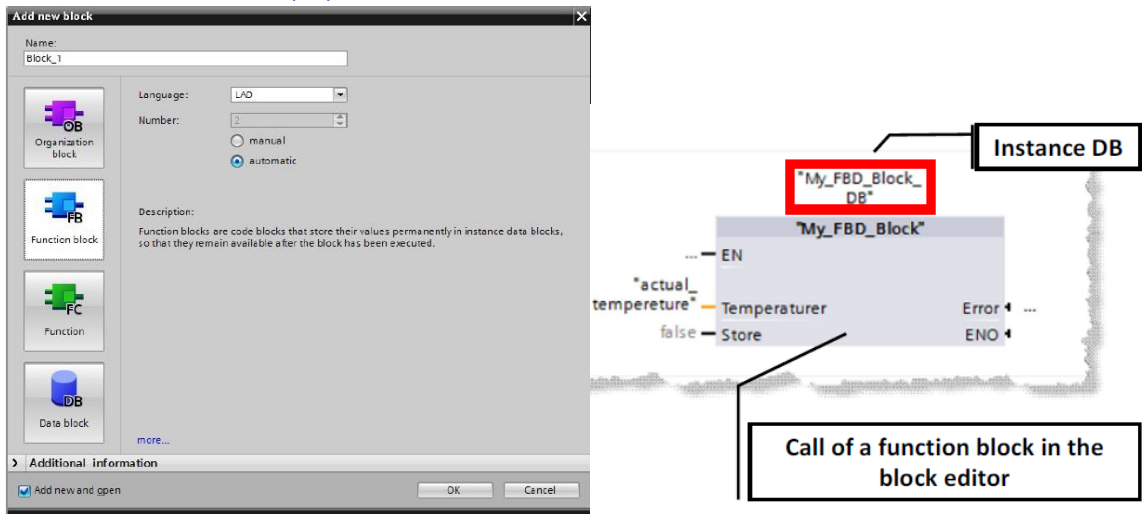 Add new block
Name:
Block_1
OB
Organization
block
FB
Function block
FC
Function
DB
Data block
Language:
LAD
Number:
2
manual
automatic
Description:
Function blocks are code blocks that store their values permanently in instance data blocks,
so that they remain available after the block has been executed.
more...
Additional information
Add new and open
OK
Cancel
Instance DB
"My_FBD_Block_
DB"
"My_FBD_Block"
... EN
"actual_
tempereture"
Temperaturer
Error ...
false Store
ENO
Call of a function block in the
block editor